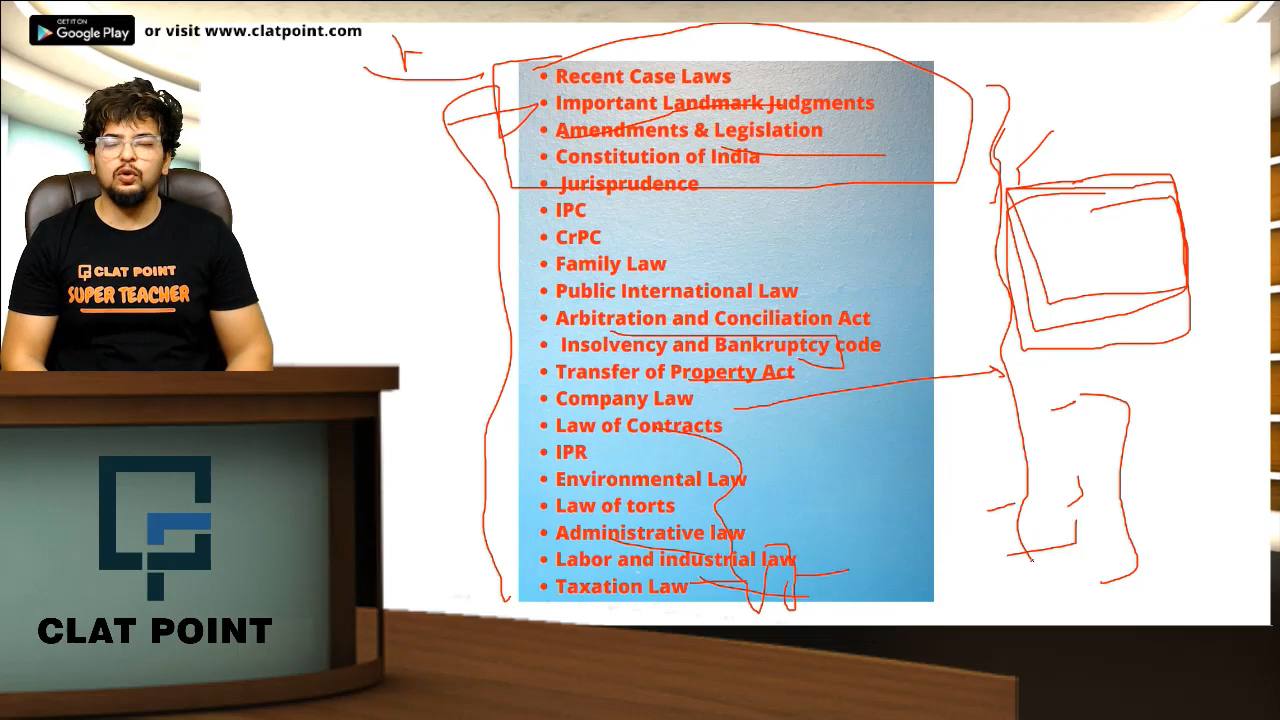 GET IT ON
Google Play
or visit www.clatpoint.com
• Recent Case Laws
• Important Landmark Judgments
• Amendments & Legislation
• Constitution of India
• Jurisprudence
• IPC
• CrPC
• Family Law
• Public International Law
• Arbitration and Conciliation Act
• Insolvency and Bankruptcy code
• Transfer of Property Act
• Company Law
• Law of Contracts
• IPR
• Environmental Law
• Law of torts
• Administrative law
• Labor and industrial law
• Taxation Law
CLAT POINT
SUPER TEACHER
CLAT POINT